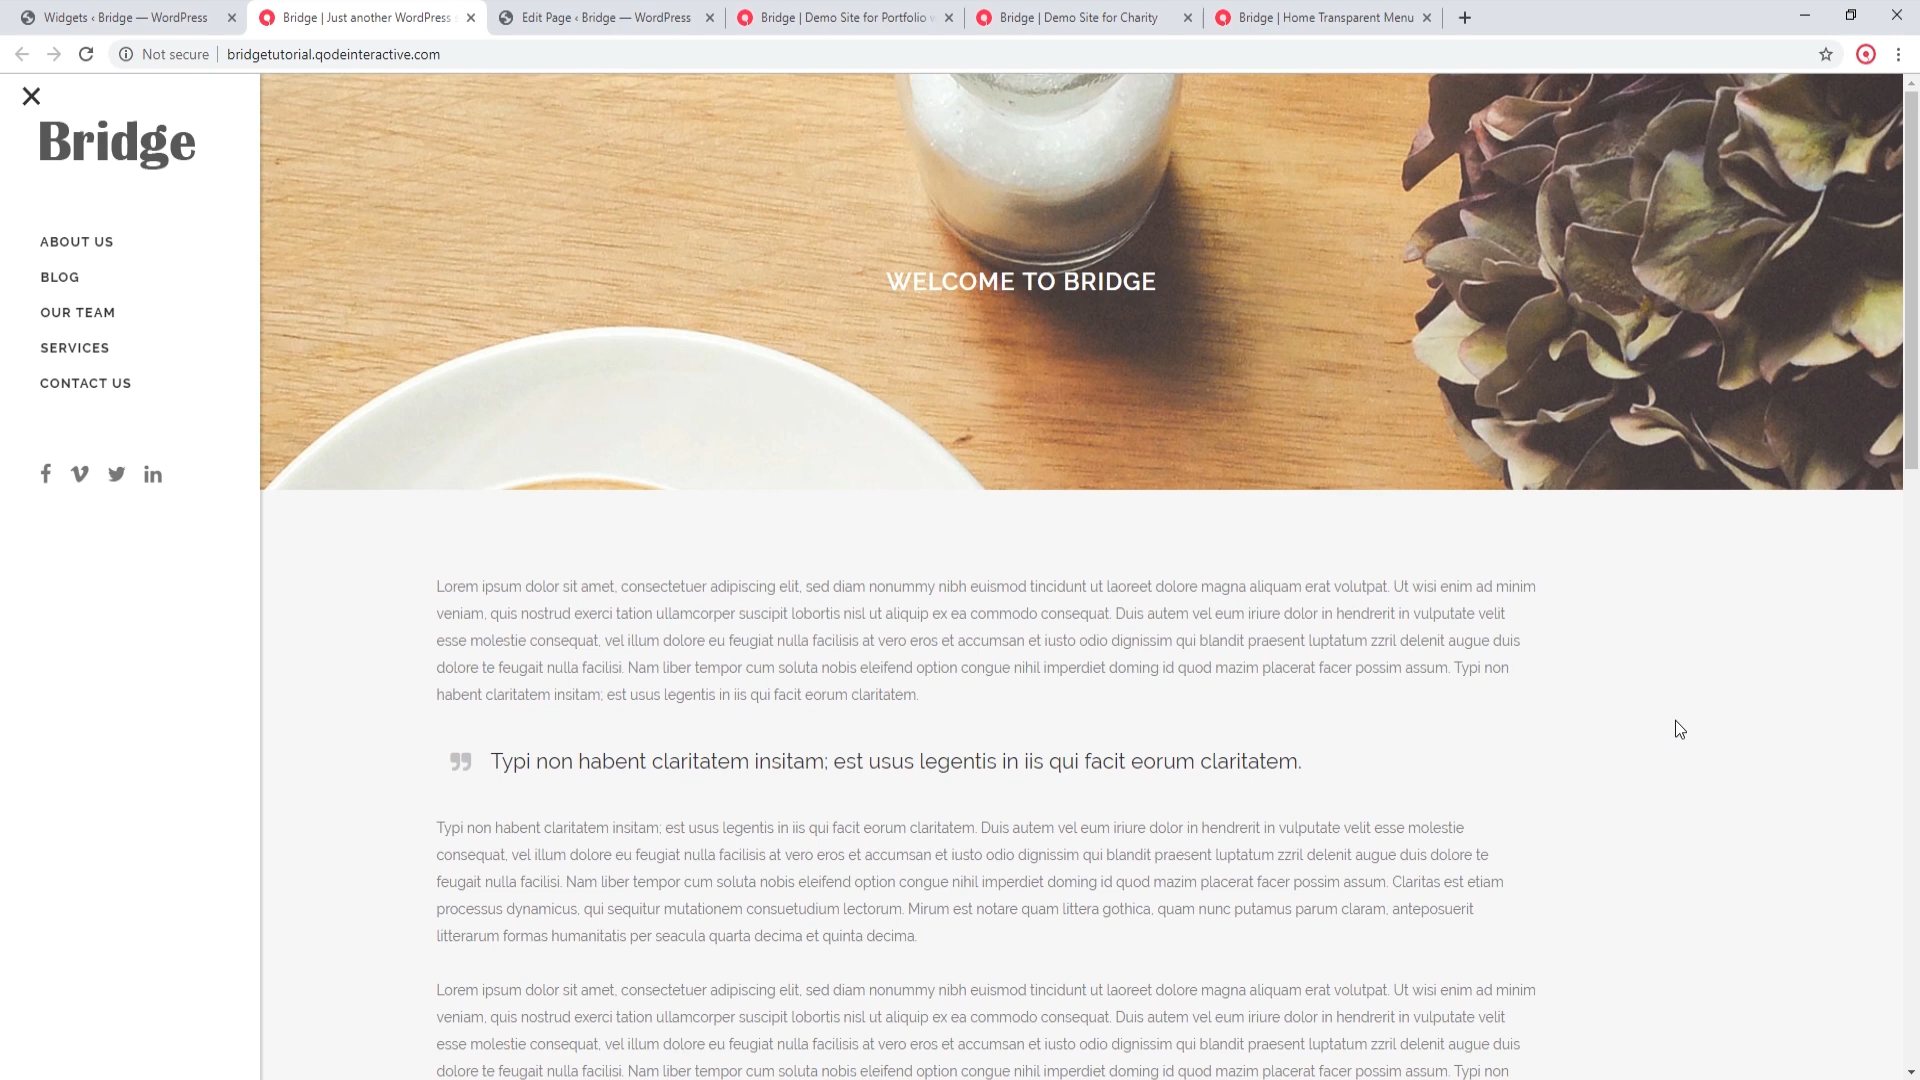 Widgets ‹ Bridge — WordPress
Bridge | Just another WordPress
Edit Page ‹ Bridge — WordPress
Bridge | Demo Site for Portfolio
Bridge | Demo Site for Charity
Bridge | Home Transparent Menu
Not secure
bridgetutorial.qodeinteractive.com
Bridge
ABOUT US
BLOG
OUR TEAM
SERVICES
CONTACT US
WELCOME TO BRIDGE
Lorem ipsum dolor sit amet, consectetuer adipiscing elit, sed diam nonummy nibh euismod tincidunt ut laoreet dolore magna aliquam erat volutpat. Ut wisi enim ad minim
veniam, quis nostrud exerci tation ullamcorper suscipit lobortis nisl ut aliquip ex ea commodo consequat. Duis autem vel eum iriure dolor in hendrerit in vulputate velit
esse molestie consequat, vel illum dolore eu feugiat nulla facilisis at vero eros et accumsan et iusto odio dignissim qui blandit praesent luptatum zzril delenit augue duis
dolore te feugait nulla facilisi. Nam liber tempor cum soluta nobis eleifend option congue nihil imperdiet doming id quod mazim placerat facer possim assum. Typi non
habent claritatem insitam; est usus legentis in iis qui facit eorum claritatem.
Typi non habent claritatem insitam; est usus legentis in iis qui facit eorum claritatem.
Typi non habent claritatem insitam; est usus legentis in iis qui facit eorum claritatem. Duis autem vel eum iriure dolor in hendrerit in vulputate velit esse molestie
consequat, vel illum dolore eu feugiat nulla facilisis at vero eros et accumsan et iusto odio dignissim qui blandit praesent luptatum zzril delenit augue duis dolore te
feugait nulla facilisi. Nam liber tempor cum soluta nobis eleifend option congue nihil imperdiet doming id quod mazim placerat facer possim assum. Claritas est etiam
processus dynamicus, qui sequitur mutationem consuetudium lectorum. Mirum est notare quam littera gothica, quam nunc putamus parum claram, anteposuerit
litterarum formas humanitatis per seacula quarta decima et quinta decima.
Lorem ipsum dolor sit amet, consectetuer adipiscing elit, sed diam nonummy nibh euismod tincidunt ut laoreet dolore magna aliquam erat volutpat. Ut wisi enim ad minim
veniam, quis nostrud exerci tation ullamcorper suscipit lobortis nisl ut aliquip ex ea commodo consequat. Duis autem vel eum iriure dolor in hendrerit in vulputate velit
esse molestie consequat, vel illum dolore eu feugiat nulla facilisis at vero eros et accumsan et iusto odio dignissim qui blandit praesent luptatum zzril delenit augue duis
dolore te feugait nulla facilisi. Nam liber tempor cum soluta nobis eleifend option congue nihil imperdiet doming id quod mazim placerat facer possim assum. Typi non